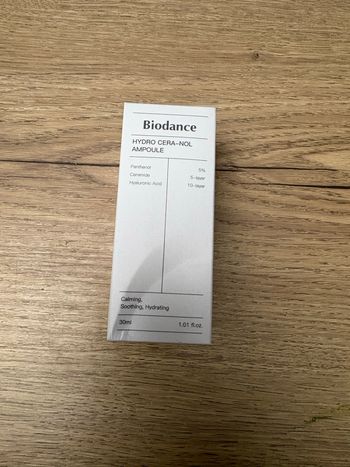 Biodance
HYDRO CERA-NOL
AMPOULE
Panthenol 5%
Ceramide 5-layer
Hyaluronic Acid 10-layer
Calming,
Soothing, Hydrating
30ml 1.01 fl.oz.